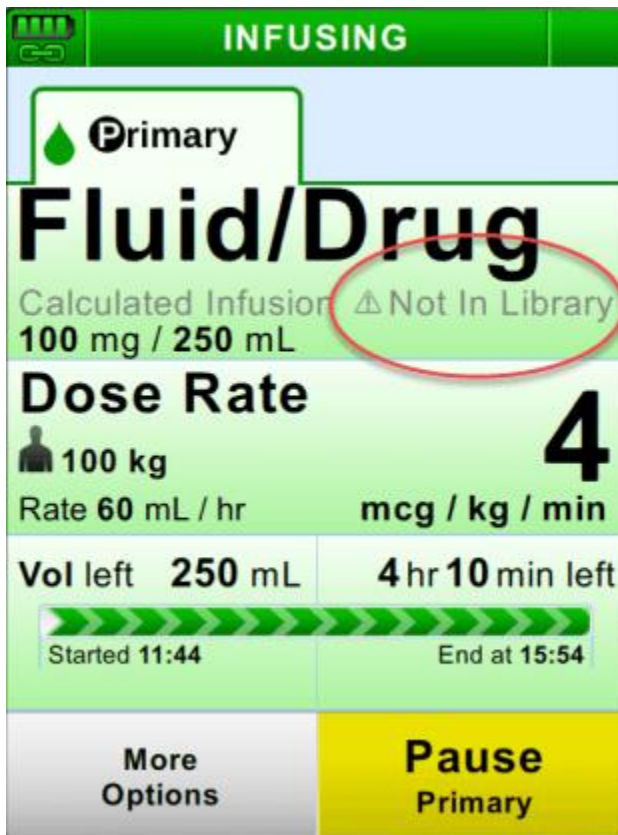 INFUSING
Primary
Fluid/Drug
Calculated Infusion ⚠ Not In Library
100 mg / 250 mL
Dose Rate
100 kg
4
Rate 60 mL / hr
mcg / kg / min
Vol left 250 mL
4 hr 10 min left
Started 11:44
End at 15:54
More
Options
Pause
Primary